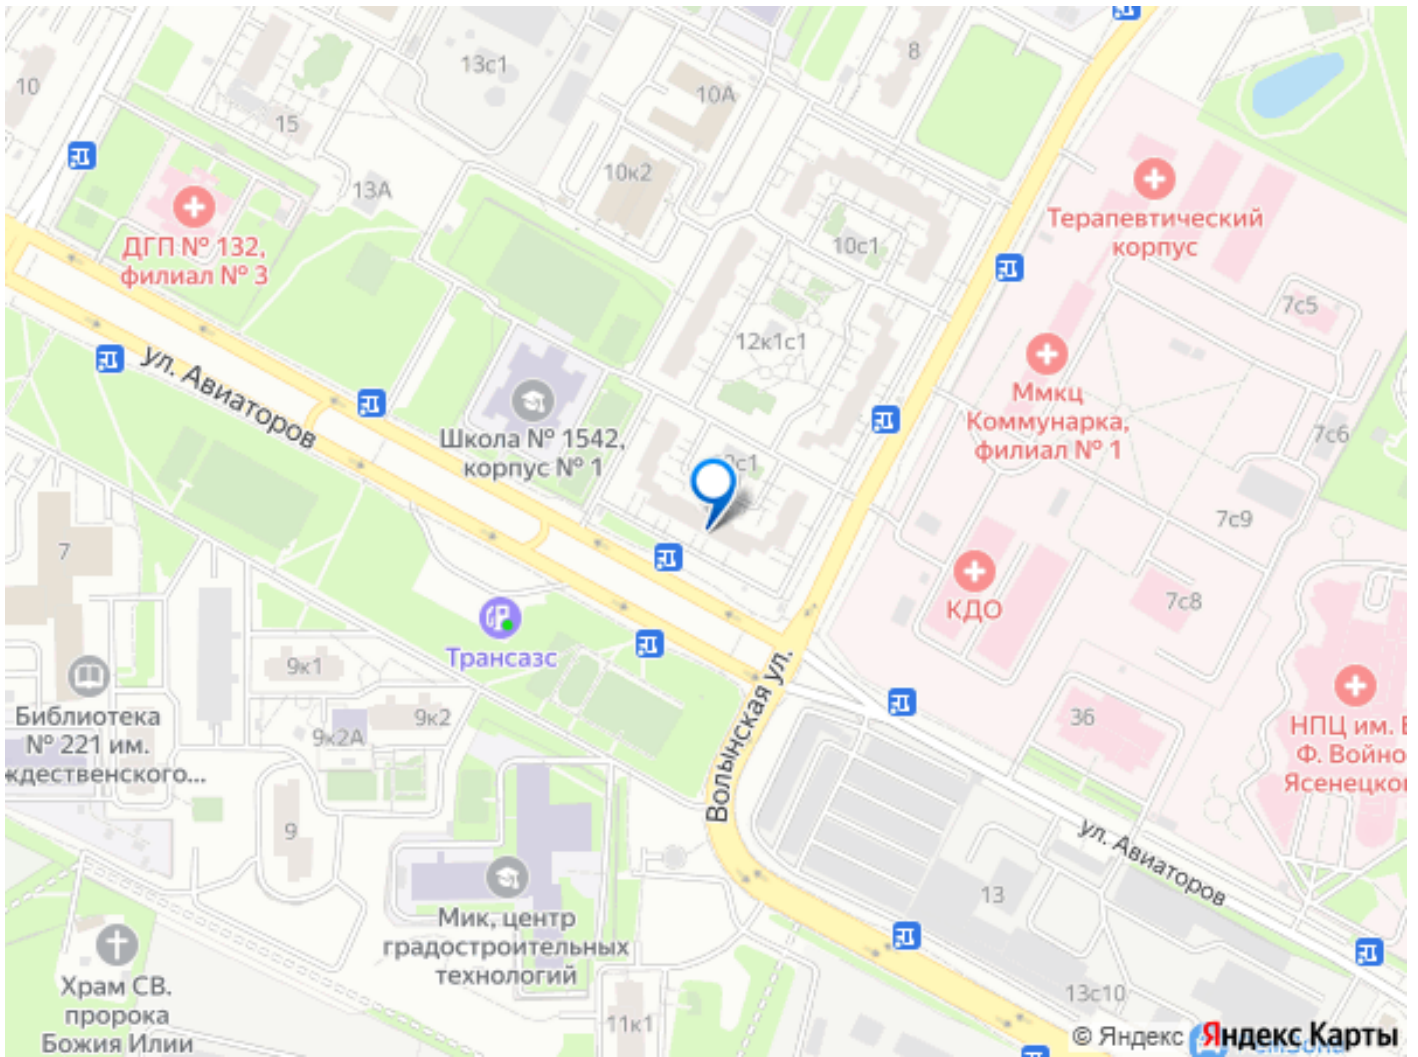 8
13с1
10
10А
15
10к2
13А
Терапевтический
корпус
ДГП № 132,
филиал № 3
10с1
7с5
12к1с1
ул. Авиаторов
Ммкц
Коммунарка,
филиал № 1
Школа № 1542,
корпус № 1
7с6
7с9
7
КДО
7с8
Трансазс
9к1
36
Волынская ул.
НПЦ им.
Ф. Войно
Ясенецког
Библиотека
№ 221 им.
ждественского...
9к2
9к2А
9
ул. Авиаторов
13
Мик, центр
градостроительных
технологий
Храм СВ.
пророка
Божия Илии
13с10
11к1
© Яндекс Яндекс Карты